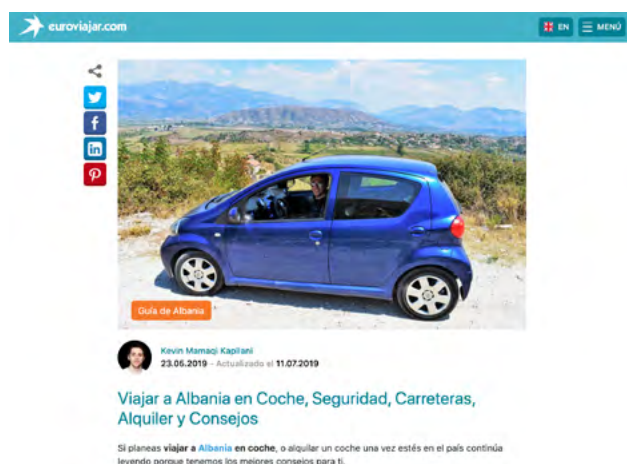 euroviajar.com
EN
MENÚ
Guía de Albania
Kevin Mamaqi Kapllani
23.05.2019 - Actualizado el 11.07.2019
Viajar a Albania en Coche, Seguridad, Carreteras,
Alquiler y Consejos
Si planeas viajar a Albania en coche, o alquilar un coche una vez estés en el país continúa
leyendo porque tenemos los mejores consejos para ti.